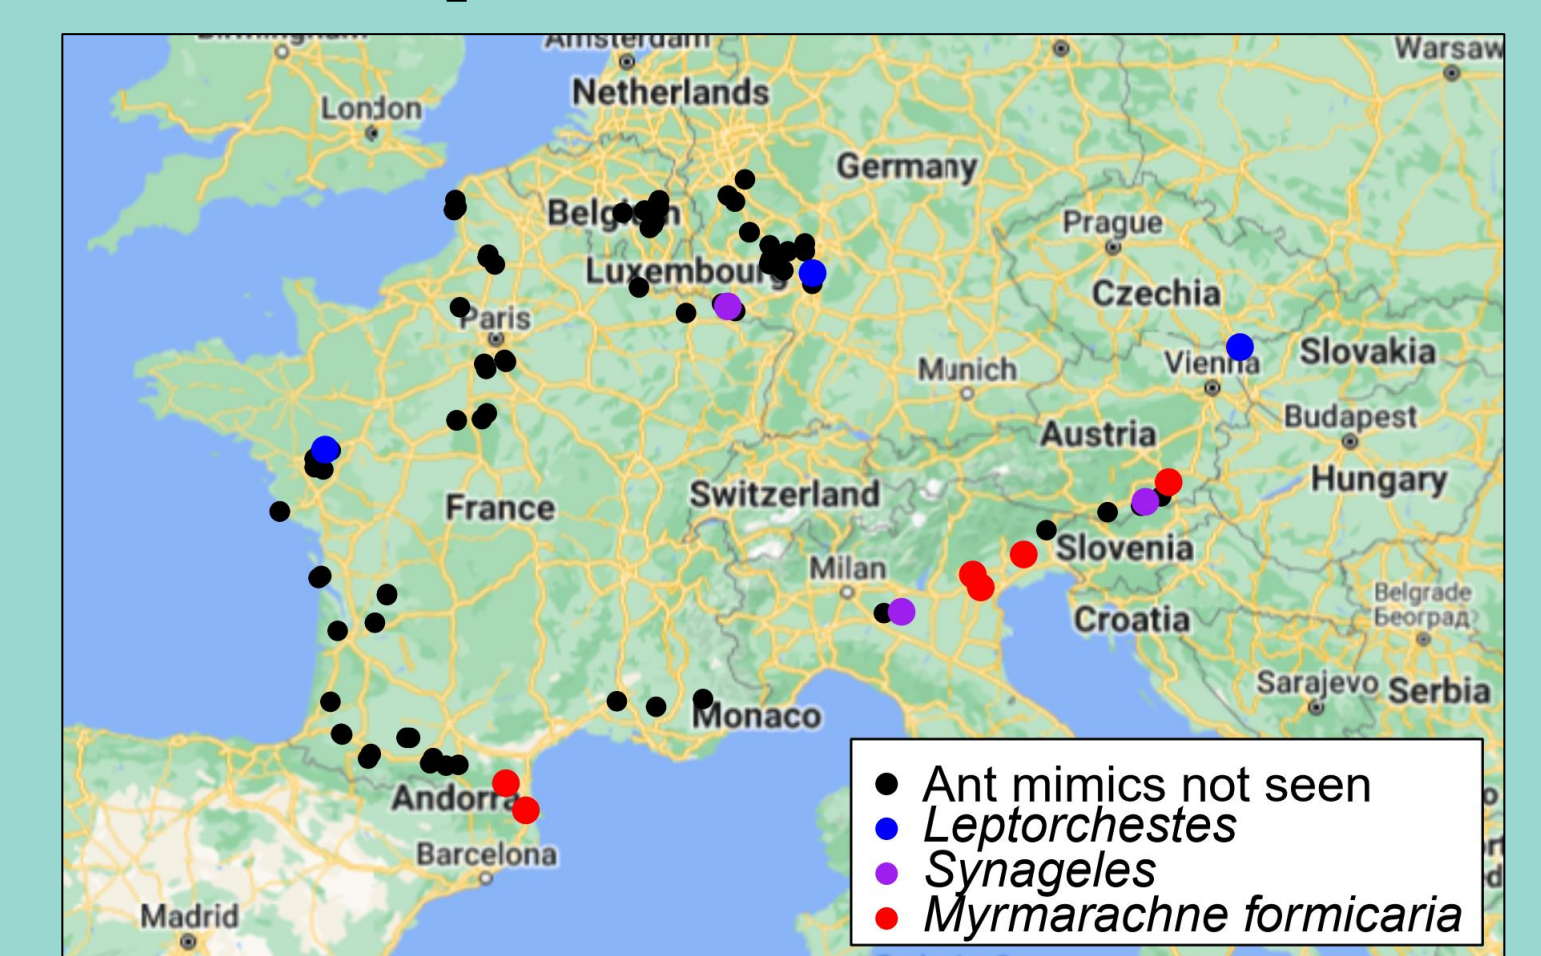 Amsterdam
Warsaw
Netherlands
London
Germany
Belgium
Prague
Luxembourg
Czechia
Paris
Slovakia
Vienna
Munich
Budapest
Austria
Hungary
Switzerland
France
Slovenia
Milan
Belgrade
Београд
Croatia
Sarajevo
Serbia
Monaco
Andorra
Barcelona
Madrid
Ant mimics not seen
Leptorchestes
Synageles
Myrmarachne formicaria